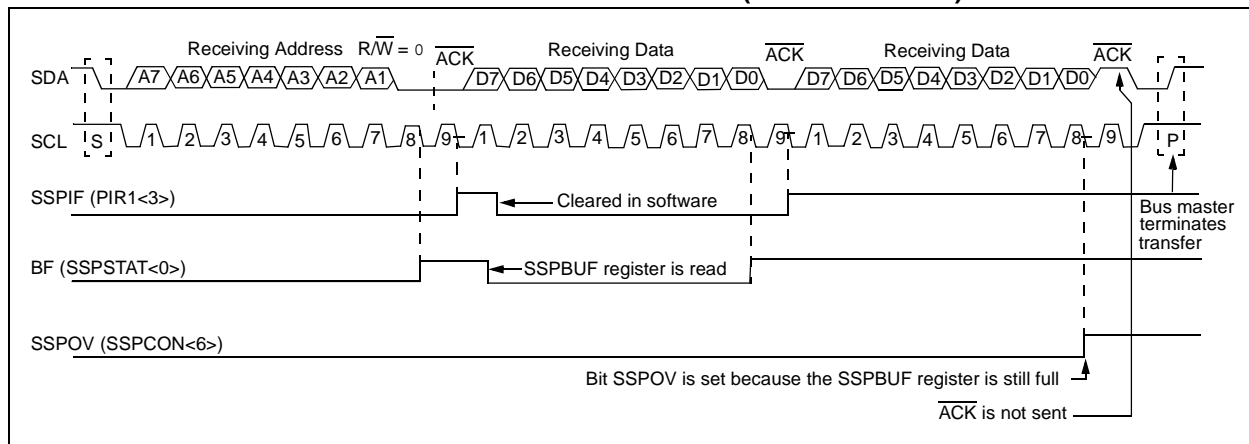 Receiving Address R/W = 0 ACK Receiving Data ACK Receiving Data ACK
SDA A7 A6 A5 A4 A3 A2 A1 D7 D6 D5 D4 D3 D2 D1 D0 D7 D6 D5 D4 D3 D2 D1 D0
SCL S 1 2 3 4 5 6 7 8 9 1 2 3 4 5 6 7 8 9 1 2 3 4 5 6 7 8 9 P
SSPIF (PIR1<3>)
Cleared in software
Bus master
terminates
transfer
BF (SSPSTAT<0>)
SSPBUF register is read
SSPOV (SSPCON<6>)
Bit SSPOV is set because the SSPBUF register is still full
ACK is not sent